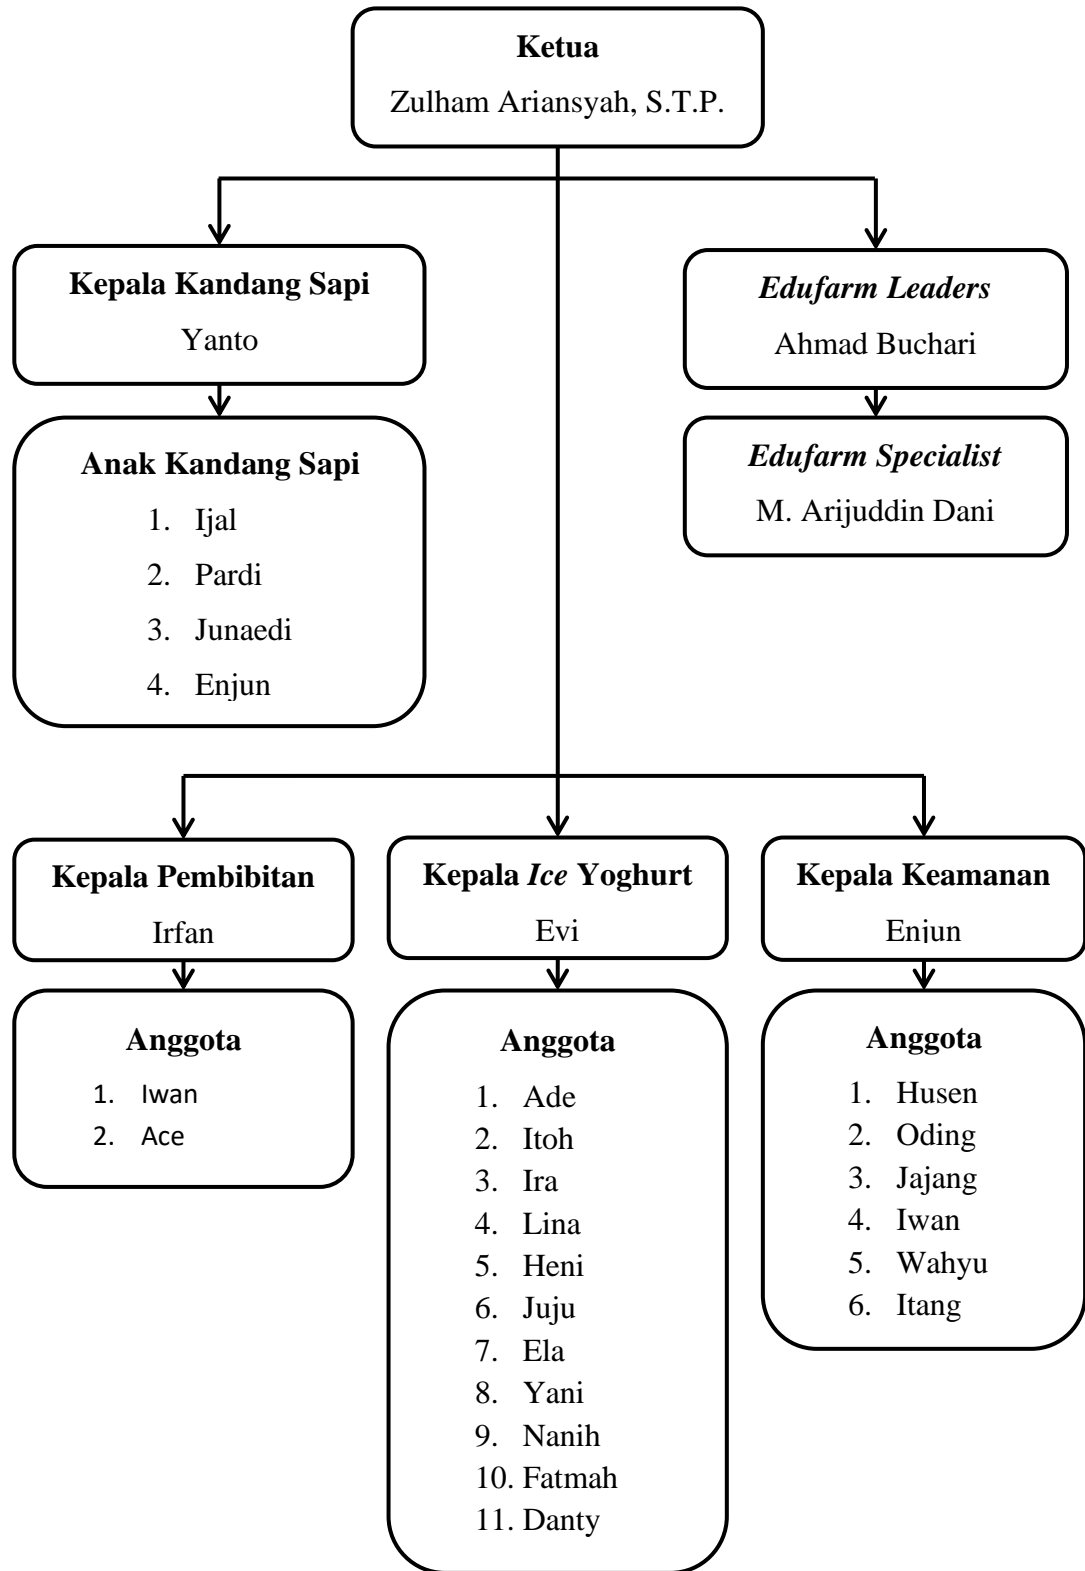 Ketua
Zulham Ariansyah, S.T.P.
Kepala Kandang Sapi
Yanto
Edufarm Leaders
Ahmad Buchari
Anak Kandang Sapi
1. Ijal
2. Pardi
3. Junaedi
4. Enjun
Edufarm Specialist
M. Arijuddin Dani
Kepala Pembibitan
Irfan
Kepala Ice Yoghurt
Evi
Kepala Keamanan
Enjun
Anggota
1. Iwan
2. Ace
Anggota
1. Ade
2. Itoh
3. Ira
4. Lina
5. Heni
6. Juju
7. Ela
8. Yani
9. Nanih
10. Fatmah
11. Danty
Anggota
1. Husen
2. Oding
3. Jajang
4. Iwan
5. Wahyu
6. Itang